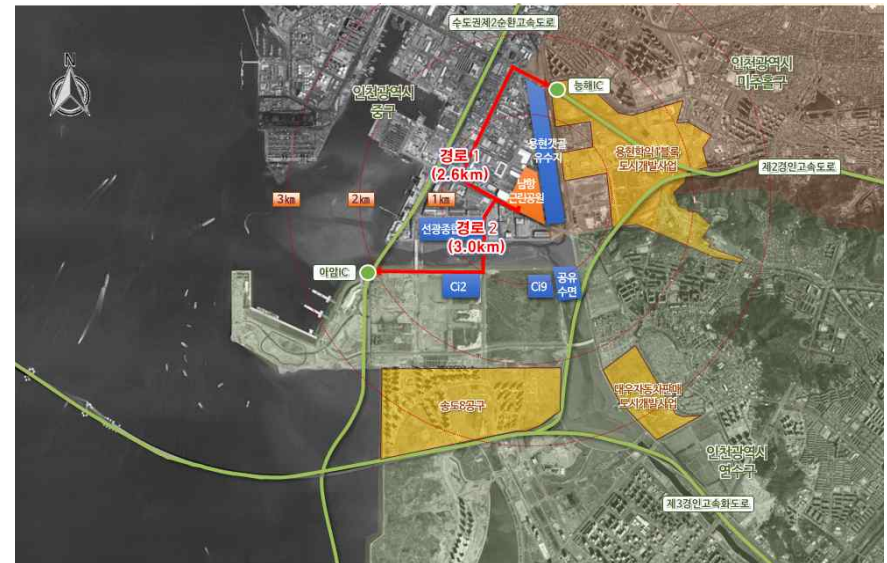 수도권제2순환고속도로
N
인천광역시
중구
능해IC
인천광역시
미추홀구
용현갯골
유수지
용현학익1블록
도시개발사업
경로 1
(2.6km)
제2경인고속도로
남항
근린공원
3km
2km
1km
선광종합
경로 2
(3.0km)
아암IC
Ci2
Ci9
공유
수면
송도8공구
대우자동차판매
도시개발사업
인천광역시
연수구
제3경인고속화도로